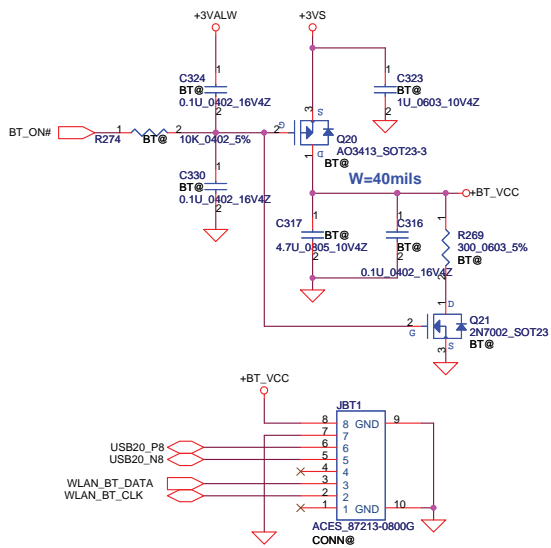 +3VALW
+3VS
1
C324
BT@
0.1U_0402_16V4Z
2
1
C323
BT@
1U_0603_10V4Z
2
BT_ON#
1
2
R274
BT@
10K_0402_5%
3
S
2
G
Q20
AO3413_SOT23-3
D
1
BT@
1
C330
BT@
0.1U_0402_16V4Z
2
W=40mils
+BT_VCC
1
C317
BT@
4.7U_0805_10V4Z
2
1
C316
BT@
0.1U_0402_16V4Z
2
1
R269
300_0603_5%
BT@
2
1
D
2
G
Q21
2N7002_SOT23
S
3
BT@
+BT_VCC
JBT1
8
8
GND
9
7
7
USB20_P8
6
6
USB20_N8
5
5
4
4
WLAN_BT_DATA
3
3
WLAN_BT_CLK
2
2
1
1
GND
10
ACES_87213-0800G
CONN@